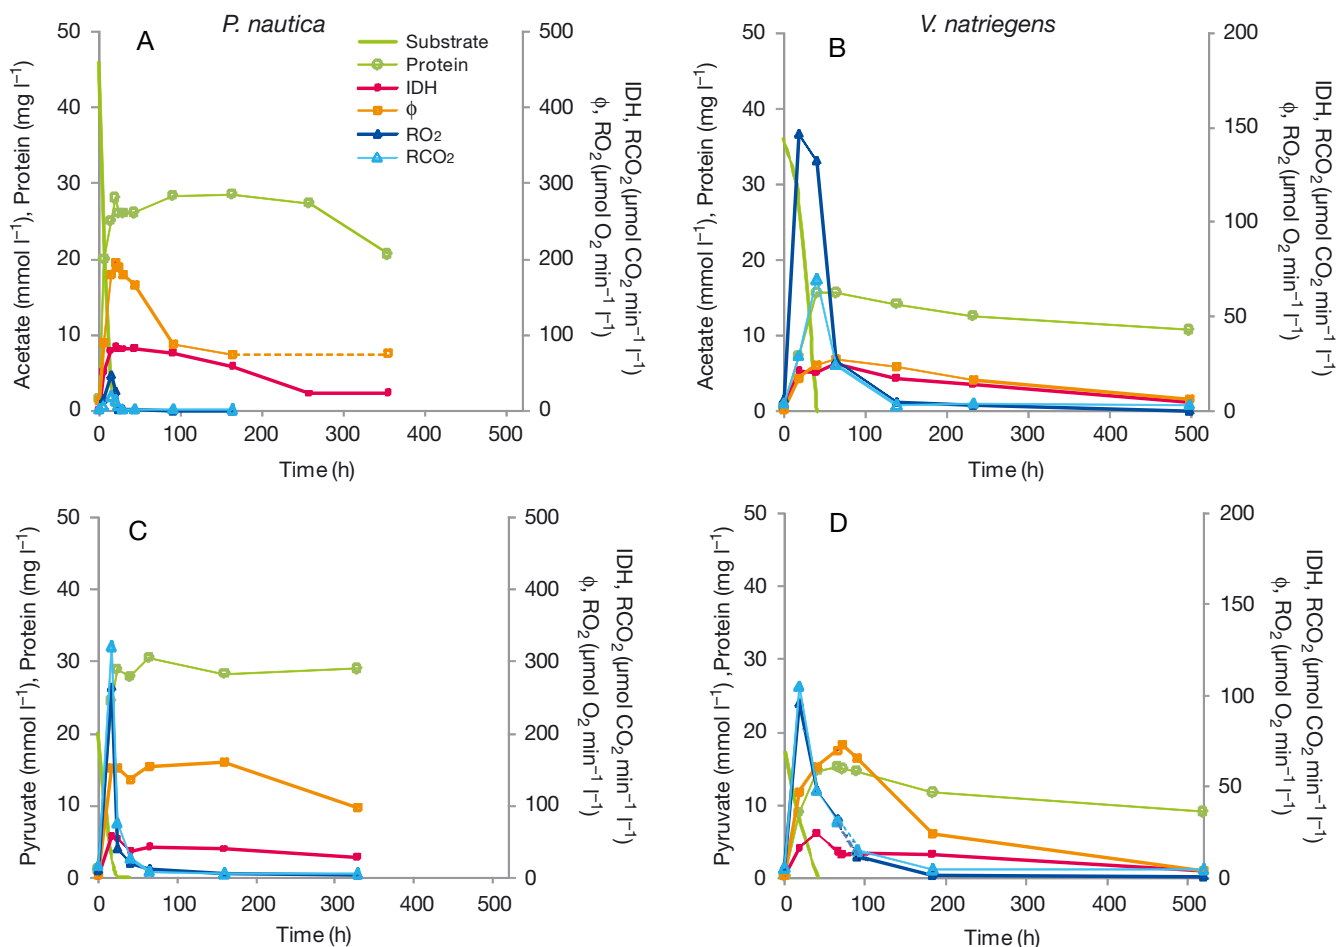 P. nautica
V. natriegens
A
Substrate
Protein
IDH
ϕ
RO2
RCO2
50
40
30
20
10
0
500
400
300
200
100
0
0 100 200 300 400 500
Time (h)
Acetate (mmol l⁻¹), Protein (mg l⁻¹)
IDH, RCO₂ (µmol CO₂ min⁻¹ l⁻¹)
ϕ, RO₂ (µmol O₂ min⁻¹ l⁻¹)
B
50
40
30
20
10
0
200
150
100
50
0
0 100 200 300 400 500
Time (h)
Acetate (mmol l⁻¹), Protein (mg l⁻¹)
IDH, RCO₂ (µmol CO₂ min⁻¹ l⁻¹)
ϕ, RO₂ (µmol O₂ min⁻¹ l⁻¹)
C
50
40
30
20
10
0
500
400
300
200
100
0
0 100 200 300 400 500
Time (h)
Pyruvate (mmol l⁻¹), Protein (mg l⁻¹)
IDH, RCO₂ (µmol CO₂ min⁻¹ l⁻¹)
ϕ, RO₂ (µmol O₂ min⁻¹ l⁻¹)
D
50
40
30
20
10
0
200
150
100
50
0
0 100 200 300 400 500
Time (h)
Pyruvate (mmol l⁻¹) ,Protein (mg l⁻¹)
IDH, RCO₂ (µmol CO₂ min⁻¹ l⁻¹)
ϕ, RO₂ (µmol O₂ min⁻¹ l⁻¹)